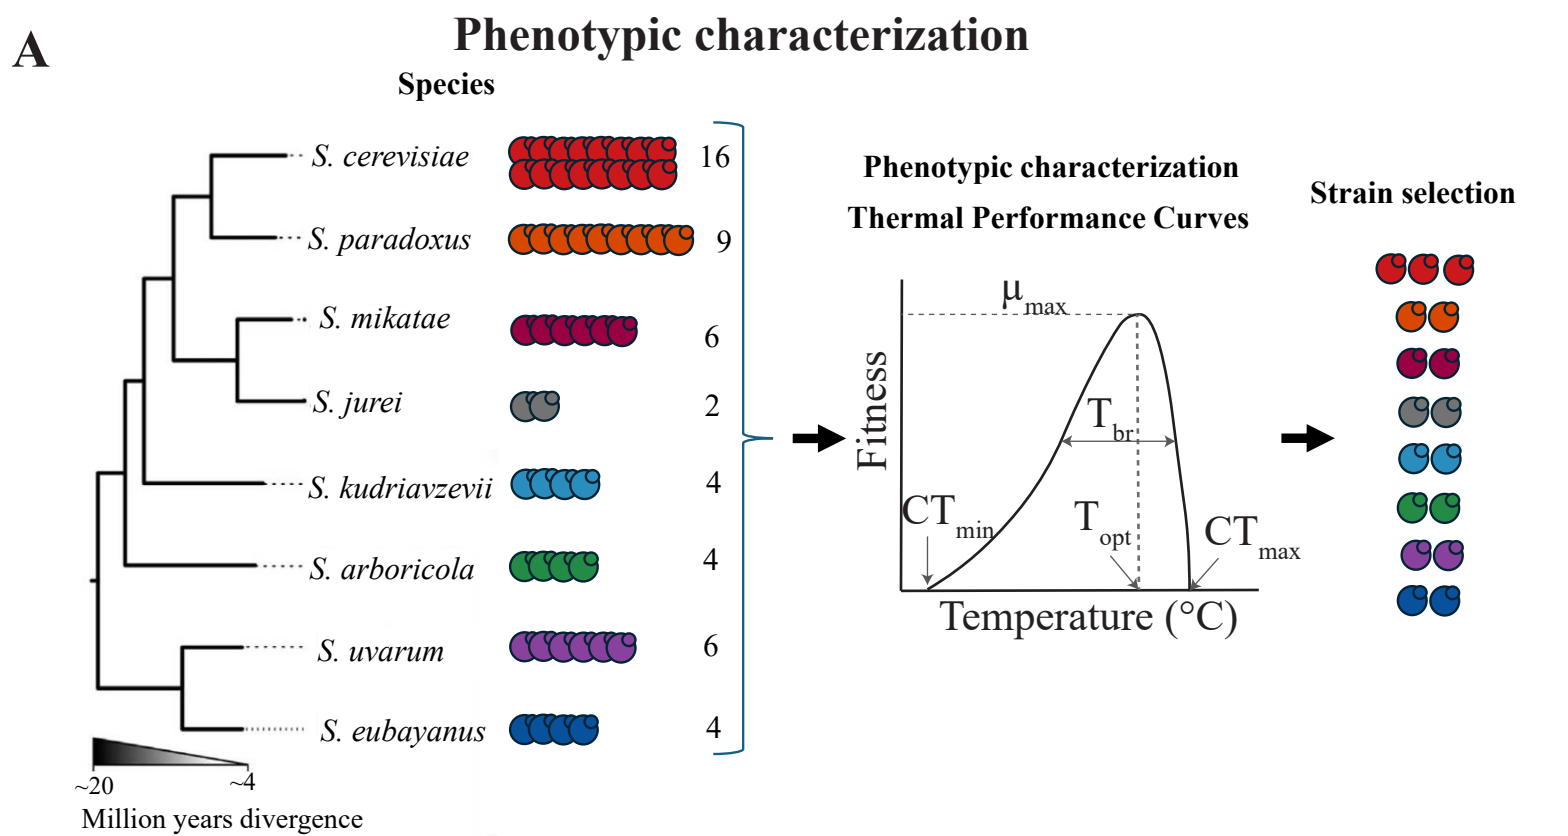 A
Phenotypic characterization
Species
S. cerevisiae 16
S. paradoxus 9
S. mikatae 6
S. jurei 2
S. kudriavzevii 4
S. arboricola 4
S. uvarum 6
S. eubayanus 4
~20 ~4
Million years divergence
Phenotypic characterization
Thermal Performance Curves
μmax
Fitness
Tbr
CTmin
Topt
CTmax
Temperature (°C)
Strain selection